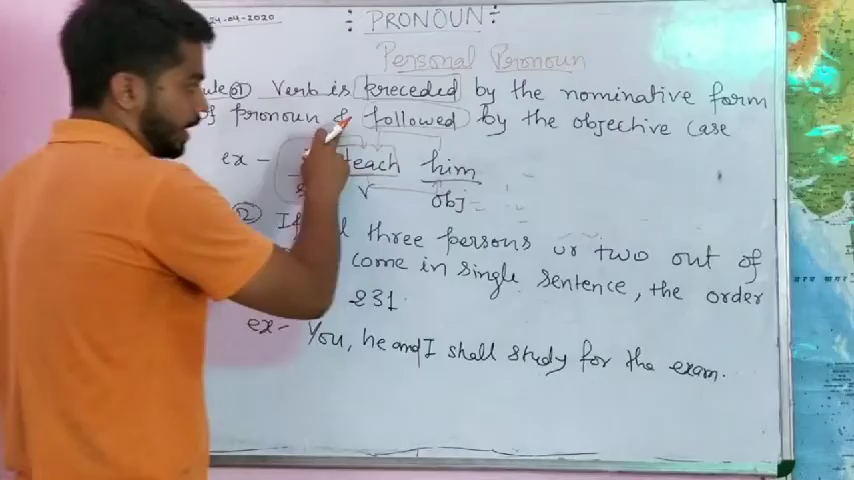 24-04-2020
: PRONOUN :
Personal Pronoun
Rule 01 Verb is preceded by the nominative form
of pronoun & followed by the objective case
ex - teach him
V obj
② If all three persons or two out of
come in single sentence, the order
231
ex - You, he and I shall study for the exam.